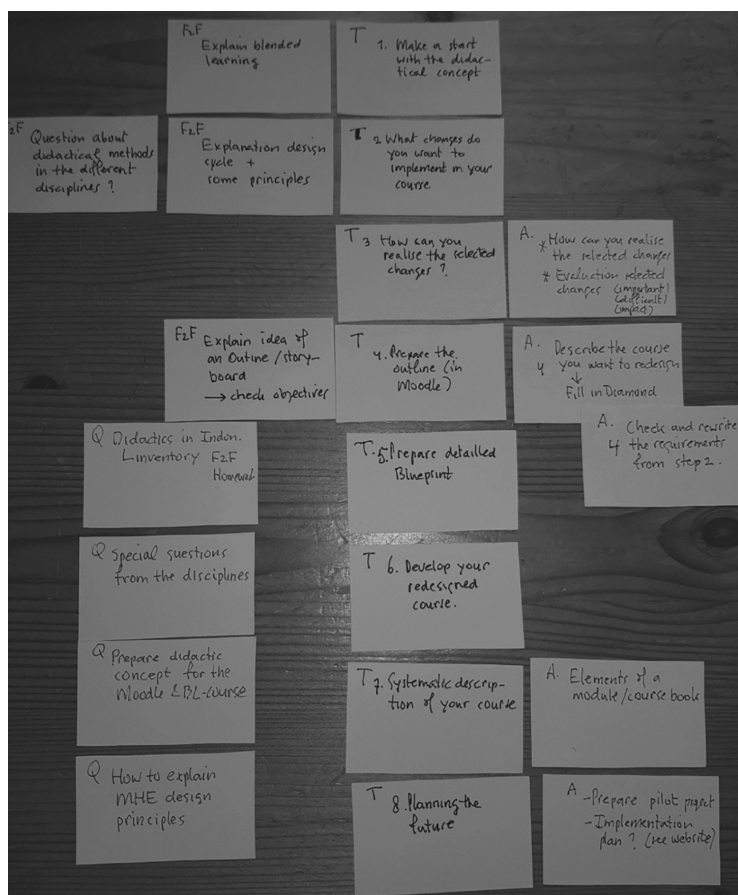 F2F
Explain blended
learning
T
1. Make a start
with the didac-
tical concept
F2F
Question about
didactical methods
in the different
disciplines?
F2F
Explanation design
cycle +
some principles
T
2 What changes do
you want to
implement in your
course
T 3 How can you
realise the selected
changes?
A.
* How can you realise
the selected changes
* Evaluation selected
changes (important)
(difficult)
(impact)
F2F Explain idea of
an Outline/story-
board
→ check objectives
T
4. Prepare the
outline (in
Moodle)
A.
4 Describe the course
you want to redesign
↓
Fill in Diamond
A. Check and rewrite
4 the requirements
from step 2.
Q Didactics in Indon.
inventory F2F
Homework
T. 5. Prepare detailled
Blueprint
Q Special questions
from the disciplines
T 6. Develop your
redesigned
course.
Q Prepare didactic
concept for the
Moodle & BL-course
T 7. Systematic descrip-
tion of your course
A. Elements of a
module/course book
Q How to explain
MHE design
principles
T
8. Planning the
future
A
- Prepare pilot project
- Implementation
plan? (see website)